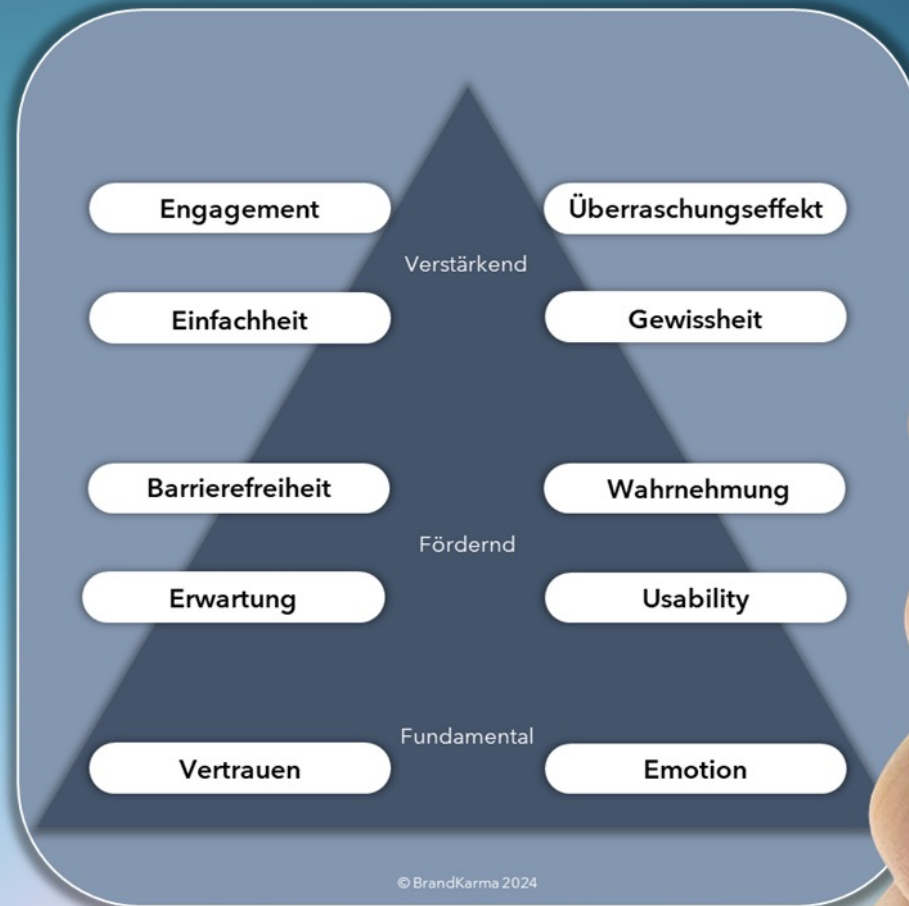 Engagement
Überraschungseffekt
Verstärkend
Einfachheit
Gewissheit
Barrierefreiheit
Wahrnehmung
Fördernd
Erwartung
Usability
Fundamental
Vertrauen
Emotion
© BrandKarma 2024